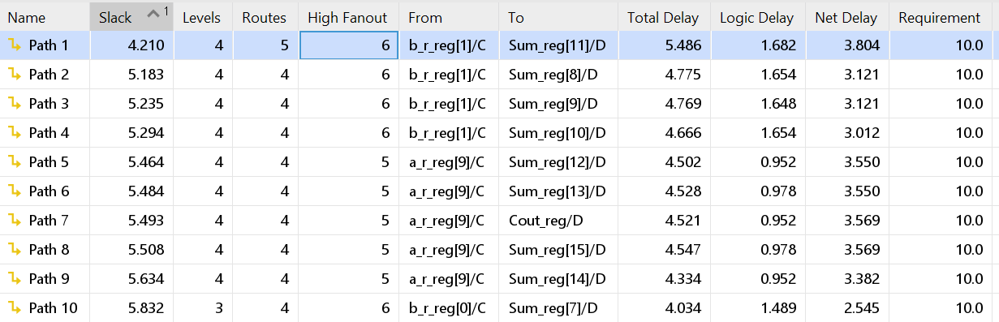 Name Slack 1 Levels Routes High Fanout From To Total Delay Logic Delay Net Delay Requirement
Path 1 4.210 4 5 6 b_r_reg[1]/C Sum_reg[11]/D 5.486 1.682 3.804 10.0
Path 2 5.183 4 4 6 b_r_reg[1]/C Sum_reg[8]/D 4.775 1.654 3.121 10.0
Path 3 5.235 4 4 6 b_r_reg[1]/C Sum_reg[9]/D 4.769 1.648 3.121 10.0
Path 4 5.294 4 4 6 b_r_reg[1]/C Sum_reg[10]/D 4.666 1.654 3.012 10.0
Path 5 5.464 4 4 5 a_r_reg[9]/C Sum_reg[12]/D 4.502 0.952 3.550 10.0
Path 6 5.484 4 4 5 a_r_reg[9]/C Sum_reg[13]/D 4.528 0.978 3.550 10.0
Path 7 5.493 4 4 5 a_r_reg[9]/C Cout_reg/D 4.521 0.952 3.569 10.0
Path 8 5.508 4 4 5 a_r_reg[9]/C Sum_reg[15]/D 4.547 0.978 3.569 10.0
Path 9 5.634 4 4 5 a_r_reg[9]/C Sum_reg[14]/D 4.334 0.952 3.382 10.0
Path 10 5.832 3 4 6 b_r_reg[0]/C Sum_reg[7]/D 4.034 1.489 2.545 10.0